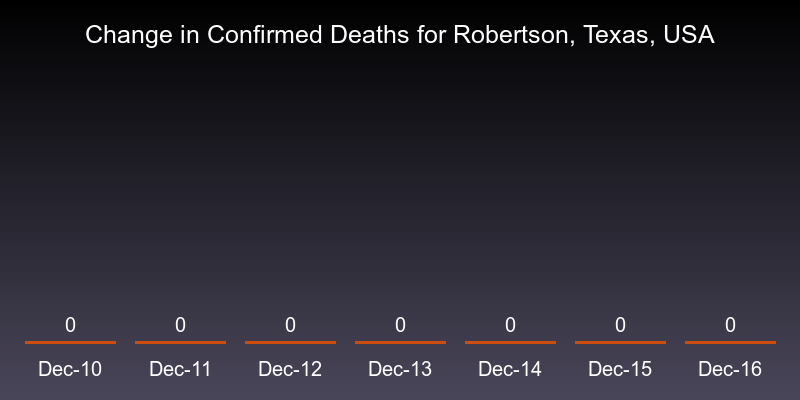 Change in Confirmed Deaths for Robertson, Texas, USA
0 0 0 0 0 0 0
Dec-10 Dec-11 Dec-12 Dec-13 Dec-14 Dec-15 Dec-16